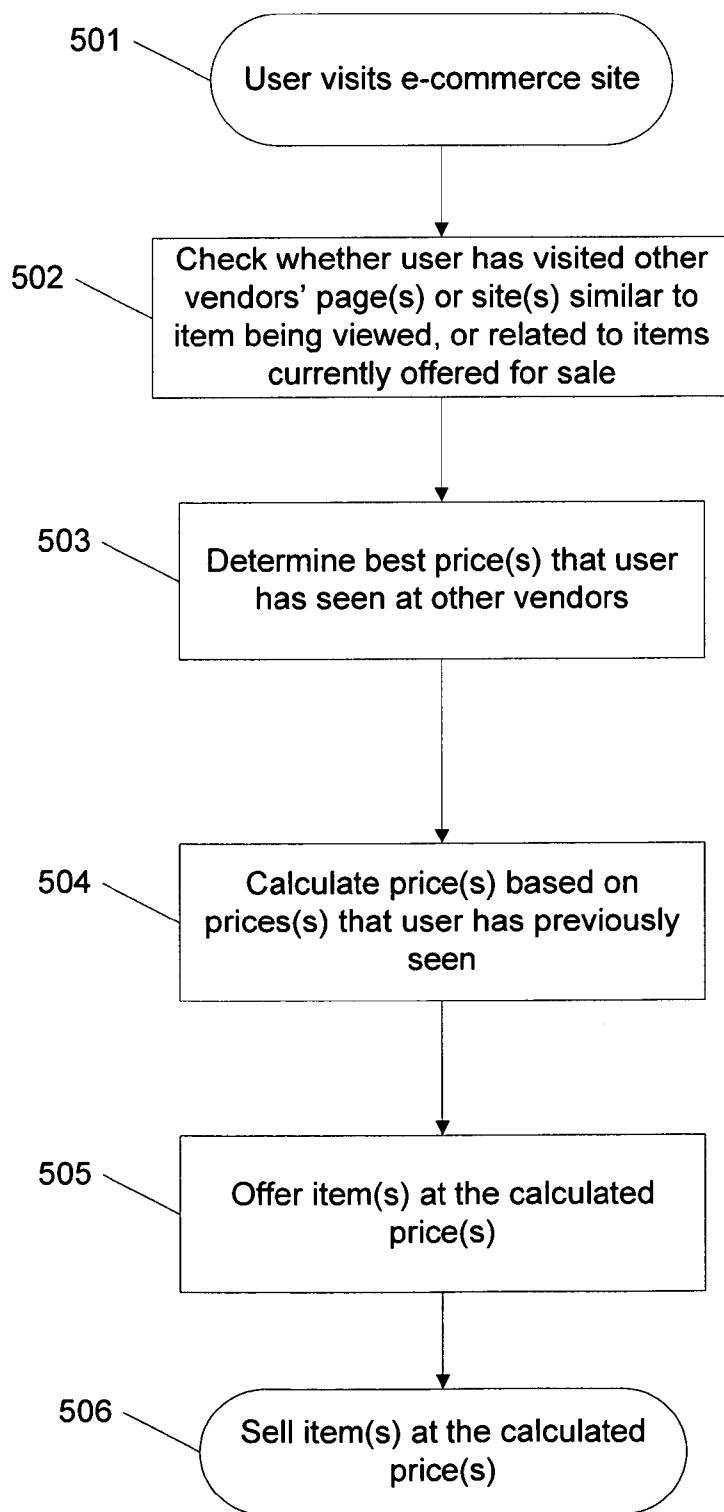 501
User visits e-commerce site
502
Check whether user has visited other
vendors' page(s) or site(s) similar to
item being viewed, or related to items
currently offered for sale
503
Determine best price(s) that user
has seen at other vendors
504
Calculate price(s) based on
prices(s) that user has previously
seen
505
Offer item(s) at the calculated
price(s)
506
Sell item(s) at the calculated
price(s)